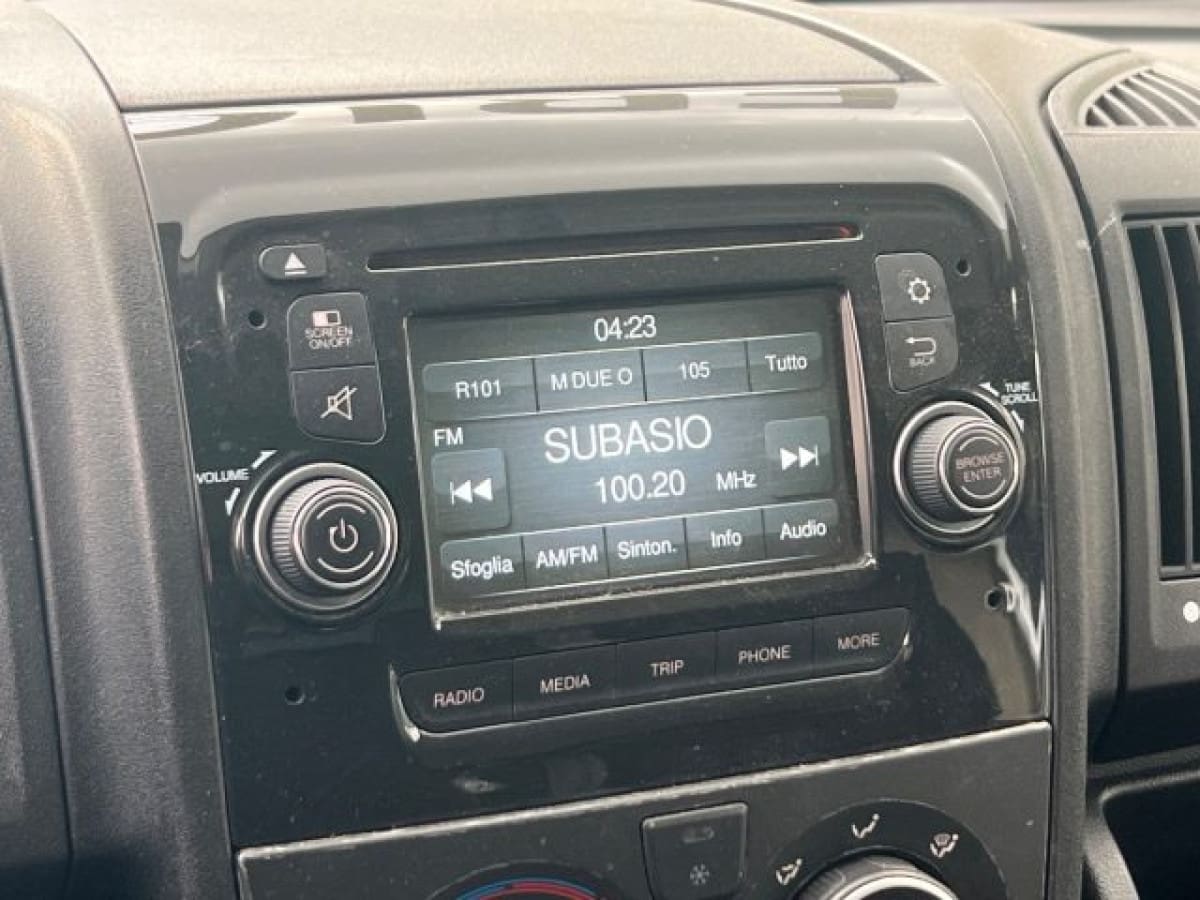 SCREEN
ON/OFF
VOLUME
04:23
R101 M DUE O 105 Tutto
FM
SUBASIO
100.20 MHz
Sfoglia AM/FM Sinton. Info Audio
BACK
TUNE
SCROLL
BROWSE
ENTER
RADIO MEDIA TRIP PHONE MORE